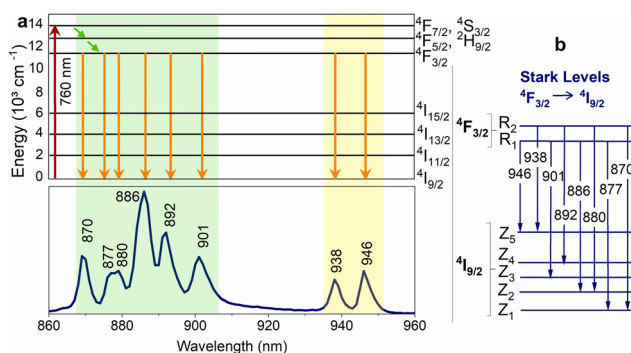 a
14
12
10
8
6
4
2
0
Energy (10³ cm⁻¹)
760 nm
⁴F₇/₂, ⁴S₃/₂
⁴F₅/₂, ²H₉/₂
⁴F₃/₂
⁴I₁₅/₂
⁴I₁₃/₂
⁴I₁₁/₂
⁴I₉/₂
870
877
880
886
892
901
938
946
860 880 900 920 940 960
Wavelength (nm)
b
Stark Levels
⁴F₃/₂ → ⁴I₉/₂
⁴F₃/₂
R₂
R₁
946
938
901
892
886
880
877
870
⁴I₉/₂
Z₅
Z₄
Z₃
Z₂
Z₁